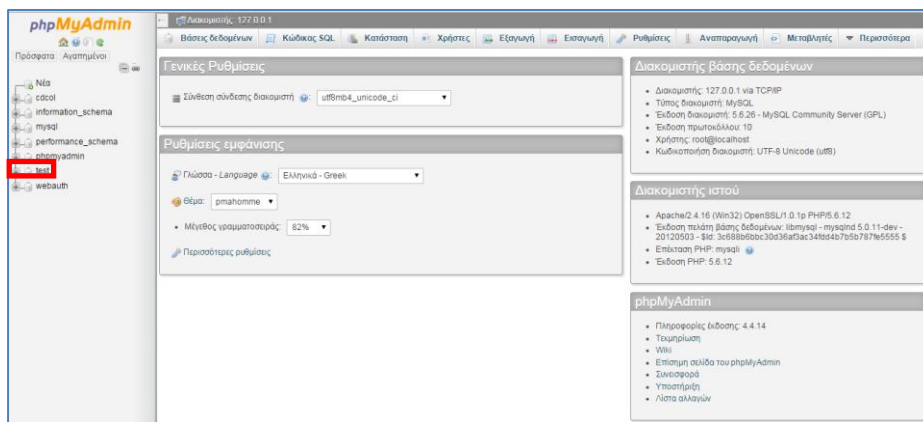 phpMyAdmin
Πρόσφατα Αγαπημένοι
Νέα
cdcol
information_schema
mysql
performance_schema
phpmyadmin
test
webauth
Διακομιστής: 127.0.0.1
Βάσεις δεδομένων Κώδικας SQL Κατάσταση Χρήστες Εξαγωγή Εισαγωγή Ρυθμίσεις Αναπαραγωγή Μεταβλητές Περισσότερα
Γενικές Ρυθμίσεις
Σύνθεση σύνδεσης διακομιστή : utf8mb4_unicode_ci
Ρυθμίσεις εμφάνισης
Γλώσσα - Language : Ελληνικά - Greek
Θέμα: pmahomme
Μέγεθος γραμματοσειράς: 82%
Περισσότερες ρυθμίσεις
Διακομιστής βάσης δεδομένων
Διακομιστής: 127.0.0.1 via TCP/IP
Τύπος διακομιστή: MySQL
Έκδοση διακομιστή: 5.6.26 - MySQL Community Server (GPL)
Έκδοση πρωτοκόλλου: 10
Χρήστης: root@localhost
Κωδικοποίηση διακομιστή: UTF-8 Unicode (utf8)
Διακομιστής ιστού
Apache/2.4.16 (Win32) OpenSSL/1.0.1p PHP/5.6.12
Έκδοση πελάτη βάσης δεδομένων: libmysql - mysqlnd 5.0.11-dev -
20120503 - $Id: 3c688b6bbc30d36af3ac34fdd4b7b5b787fe5555 $
Επέκταση PHP: mysqli
Έκδοση PHP: 5.6.12
phpMyAdmin
Πληροφορίες έκδοσης: 4.4.14
Τεκμηρίωση
Wiki
Επίσημη σελίδα του phpMyAdmin
Συνεισφορά
Υποστήριξη
Λίστα αλλαγών